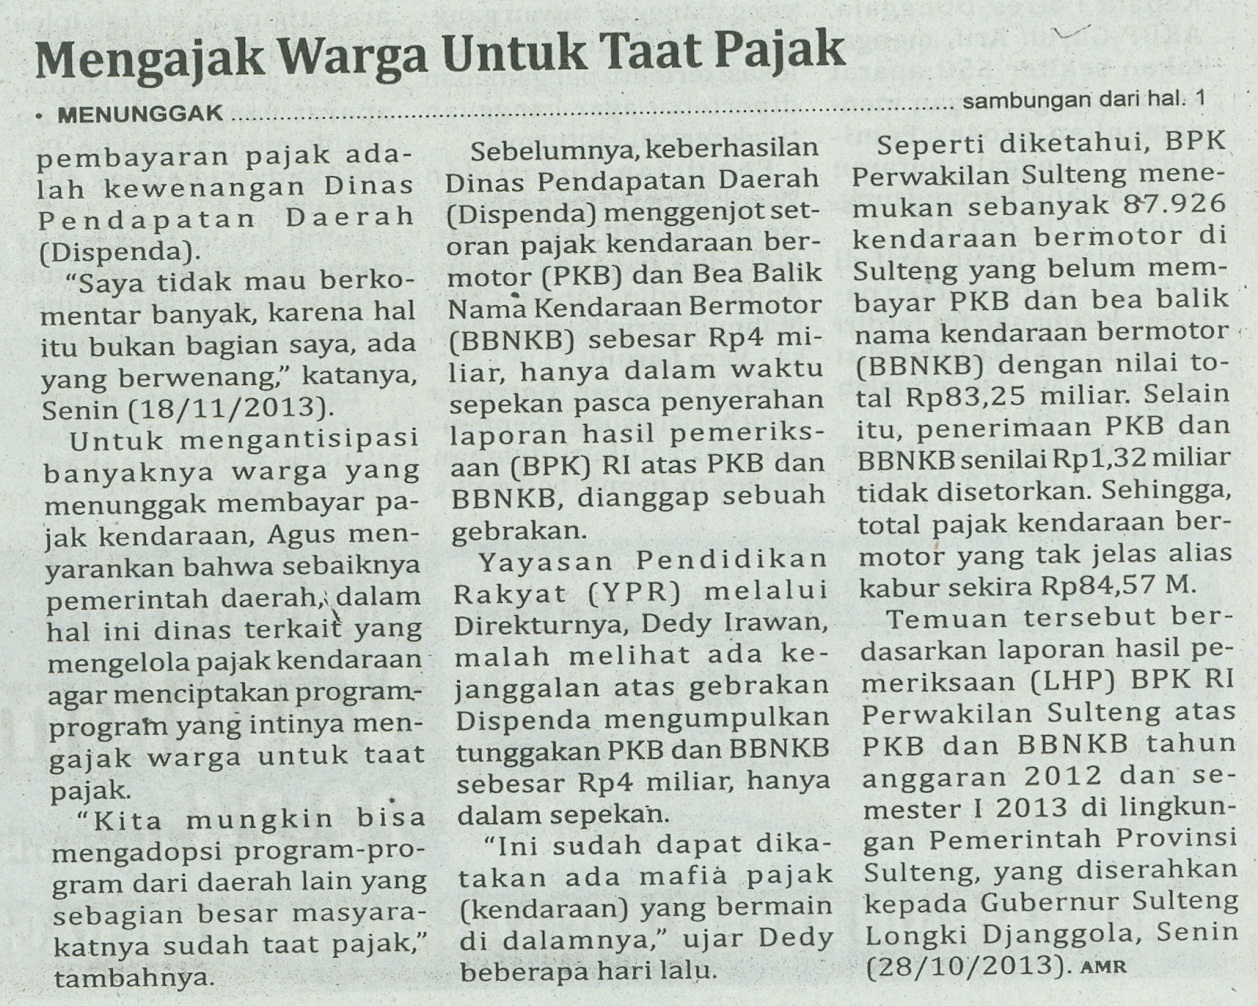 Mengajak Warga Untuk Taat Pajak
• MENUNGGAK ........................................................ sambungan dari hal. 1
pembayaran pajak ada-
lah kewenangan Dinas
Pendapatan Daerah
(Dispenda).
“Saya tidak mau berko-
mentar banyak, karena hal
itu bukan bagian saya, ada
yang berwenang,” katanya,
Senin (18/11/2013).
Untuk mengantisipasi
banyaknya warga yang
menunggak membayar pa-
jak kendaraan, Agus men-
yarankan bahwa sebaiknya
pemerintah daerah, dalam
hal ini dinas terkait yang
mengelola pajak kendaraan
agar menciptakan program-
program yang intinya men-
gajak warga untuk taat
pajak.
“Kita mungkin bisa
mengadopsi program-pro-
gram dari daerah lain yang
sebagian besar masyara-
katnya sudah taat pajak,”
tambahnya.
Sebelumnya, keberhasilan
Dinas Pendapatan Daerah
(Dispenda) menggenjot set-
oran pajak kendaraan ber-
motor (PKB) dan Bea Balik
Nama Kendaraan Bermotor
(BBNKB) sebesar Rp4 mi-
liar, hanya dalam waktu
sepekan pasca penyerahan
laporan hasil pemeriks-
aan (BPK) RI atas PKB dan
BBNKB, dianggap sebuah
gebrakan.
Yayasan Pendidikan
Rakyat (YPR) melalui
Direkturnya, Dedy Irawan,
malah melihat ada ke-
janggalan atas gebrakan
Dispenda mengumpulkan
tunggakan PKB dan BBNKB
sebesar Rp4 miliar, hanya
dalam sepekan.
“Ini sudah dapat dika-
takan ada mafia pajak
(kendaraan) yang bermain
di dalamnya,” ujar Dedy
beberapa hari lalu.
Seperti diketahui, BPK
Perwakilan Sulteng mene-
mukan sebanyak 87.926
kendaraan bermotor di
Sulteng yang belum mem-
bayar PKB dan bea balik
nama kendaraan bermotor
(BBNKB) dengan nilai to-
tal Rp83,25 miliar. Selain
itu, penerimaan PKB dan
BBNKB senilai Rp1,32 miliar
tidak disetorkan. Sehingga,
total pajak kendaraan ber-
motor yang tak jelas alias
kabur sekira Rp84,57 M.
Temuan tersebut ber-
dasarkan laporan hasil pe-
meriksaan (LHP) BPK RI
Perwakilan Sulteng atas
PKB dan BBNKB tahun
anggaran 2012 dan se-
mester I 2013 di lingkun-
gan Pemerintah Provinsi
Sulteng, yang diserahkan
kepada Gubernur Sulteng
Longki Djanggola, Senin
(28/10/2013). AMR